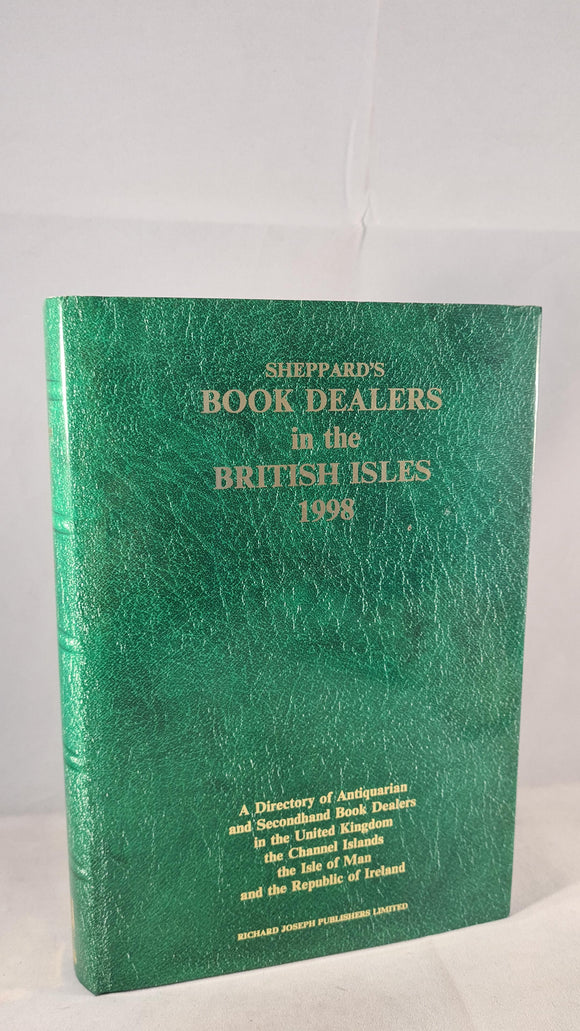 SHEPPARD'S
BOOK DEALERS
in the
BRITISH ISLES
1998
A Directory of Antiquarian
and Secondhand Book Dealers
in the United Kingdom
the Channel Islands
the Isle of Man
and the Republic of Ireland
RICHARD JOSEPH PUBLISHERS LIMITED